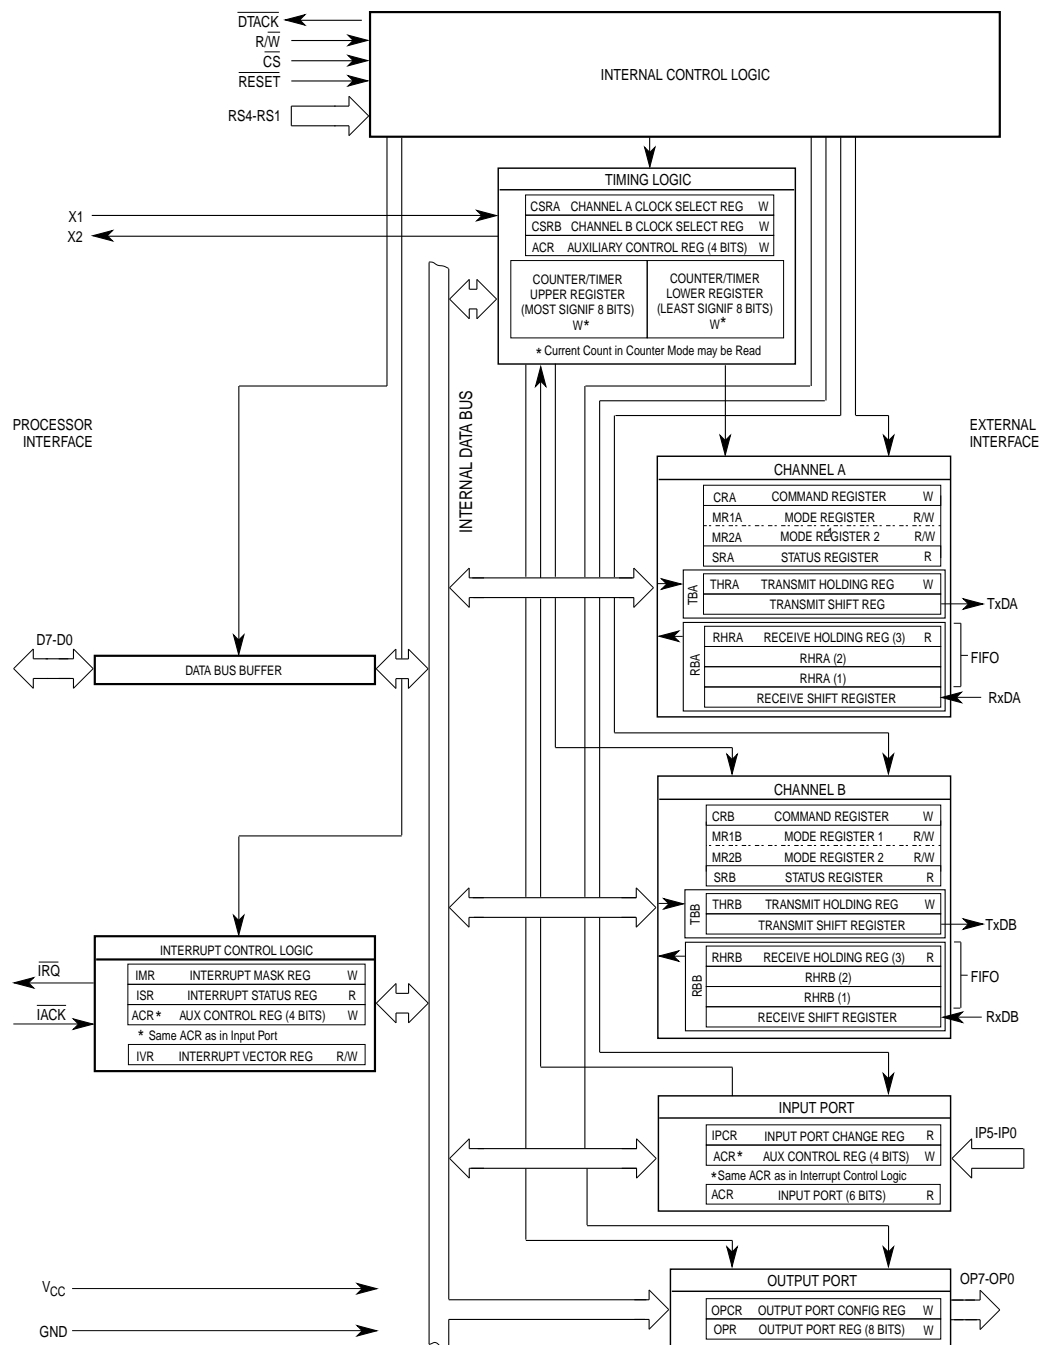 DTACK
R/W
CS
RESET
RS4-RS1
INTERNAL CONTROL LOGIC
TIMING LOGIC
CSRA CHANNEL A CLOCK SELECT REG W
CSRB CHANNEL B CLOCK SELECT REG W
ACR AUXILIARY CONTROL REG (4 BITS) W
COUNTER/TIMER
UPPER REGISTER
(MOST SIGNIF 8 BITS)
W*
COUNTER/TIMER
LOWER REGISTER
(LEAST SIGNIF 8 BITS)
W*
* Current Count in Counter Mode may be Read
X1
X2
INTERNAL DATA BUS
PROCESSOR
INTERFACE
EXTERNAL
INTERFACE
CHANNEL A
CRA COMMAND REGISTER W
MR1A MODE REGISTER R/W
1
MR2A MODE REGISTER 2 R/W
SRA STATUS REGISTER R
TBA
THRA TRANSMIT HOLDING REG W
TRANSMIT SHIFT REG
TxDA
RBA
RHRA RECEIVE HOLDING REG (3) R
RHRA (2)
RHRA (1)
RECEIVE SHIFT REGISTER
FIFO
RxDA
D7-D0
DATA BUS BUFFER
CHANNEL B
CRB COMMAND REGISTER W
MR1B MODE REGISTER 1 R/W
MR2B MODE REGISTER 2 R/W
SRB STATUS REGISTER R
TBB
THRB TRANSMIT HOLDING REG W
TRANSMIT SHIFT REGISTER
TxDB
RBB
RHRB RECEIVE HOLDING REG (3) R
RHRB (2)
RHRB (1)
RECEIVE SHIFT REGISTER
FIFO
RxDB
INTERRUPT CONTROL LOGIC
IMR INTERRUPT MASK REG W
ISR INTERRUPT STATUS REG R
ACR* AUX CONTROL REG (4 BITS) W
* Same ACR as in Input Port
IVR INTERRUPT VECTOR REG R/W
IRQ
IACK
INPUT PORT
IPCR INPUT PORT CHANGE REG R
ACR* AUX CONTROL REG (4 BITS) W
*Same ACR as in Interrupt Control Logic
ACR INPUT PORT (6 BITS) R
IP5-IP0
OUTPUT PORT
OPCR OUTPUT PORT CONFIG REG W
OPR OUTPUT PORT REG (8 BITS) W
OP7-OP0
VCC
GND